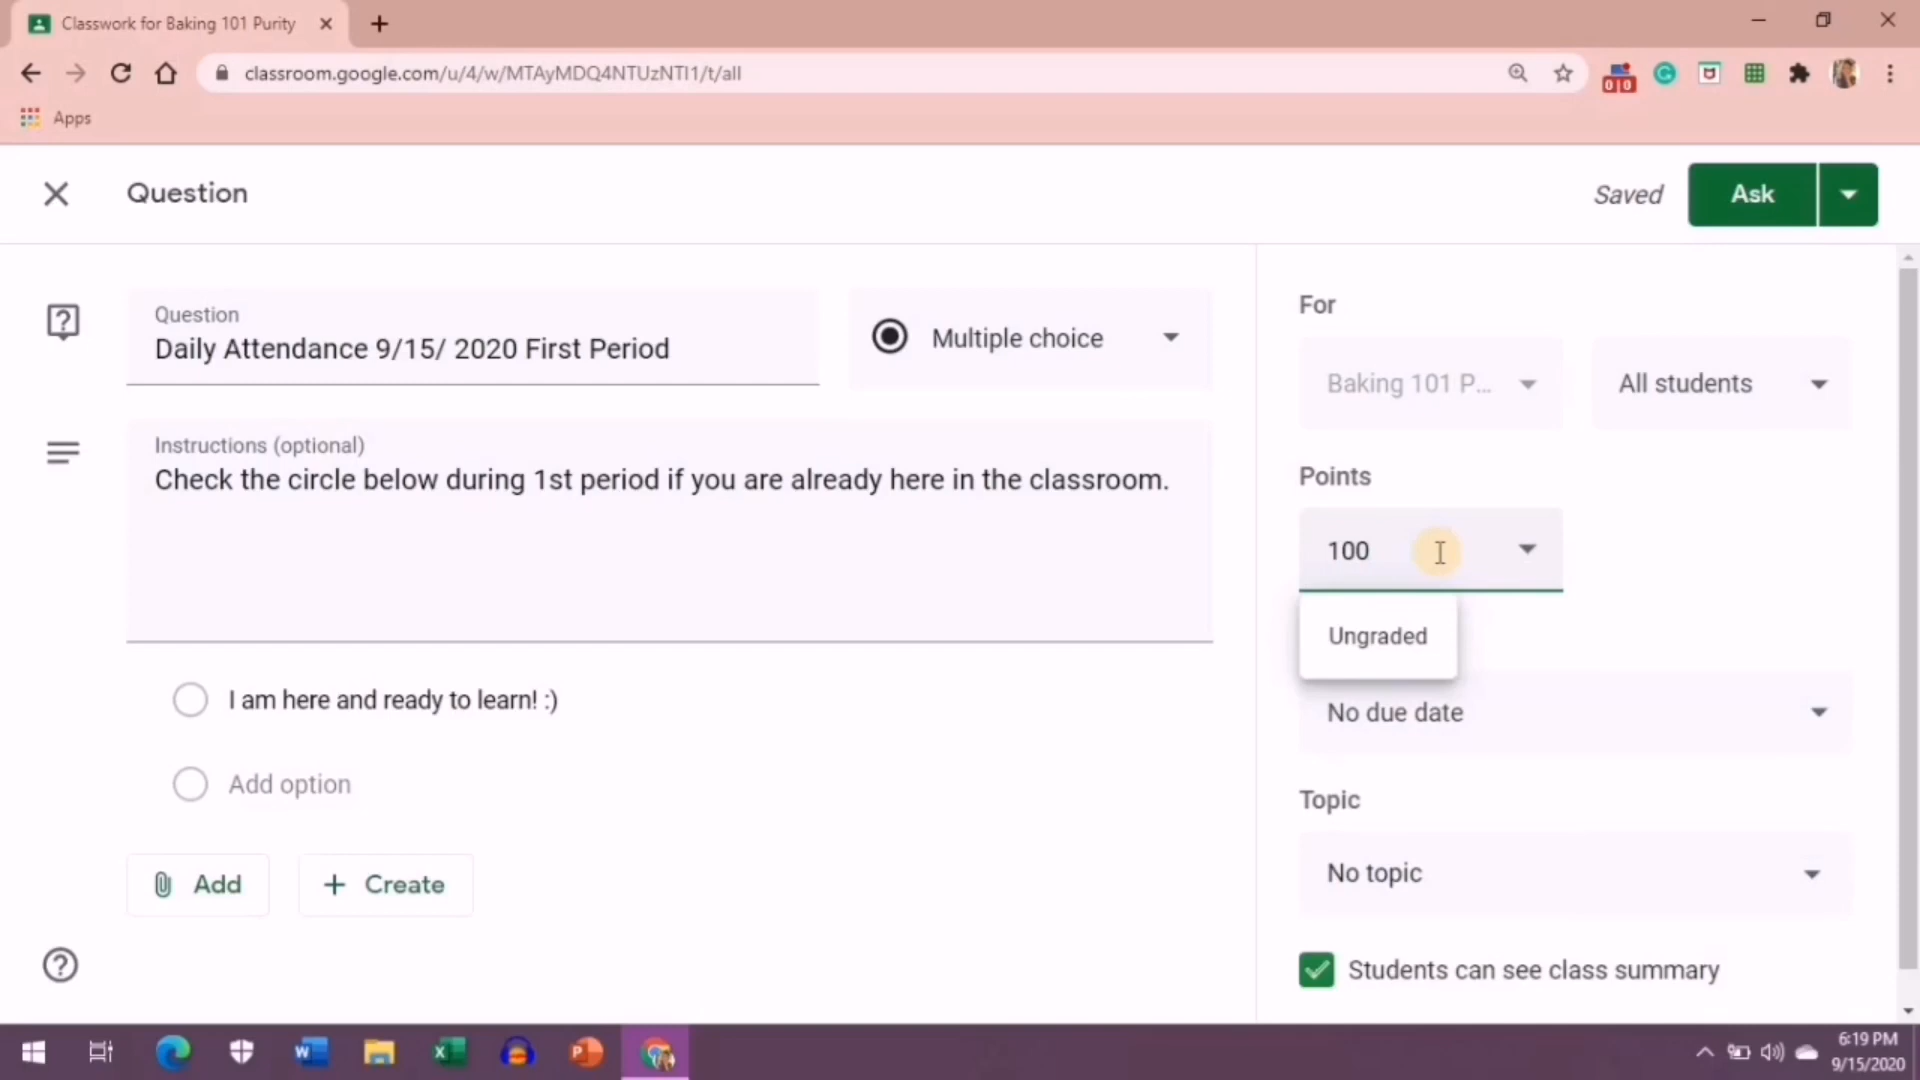 Classwork for Baking 101 Purity
classroom.google.com/u/4/w/MTAyMDQ4NTUzNTI1/t/all
Apps
Question
Saved
Ask
Question
Daily Attendance 9/15/ 2020 First Period
Multiple choice
Instructions (optional)
Check the circle below during 1st period if you are already here in the classroom.
I am here and ready to learn! :)
Add option
Add
Create
For
Baking 101 P...
All students
Points
100
Ungraded
No due date
Topic
No topic
Students can see class summary
6:19 PM
9/15/2020